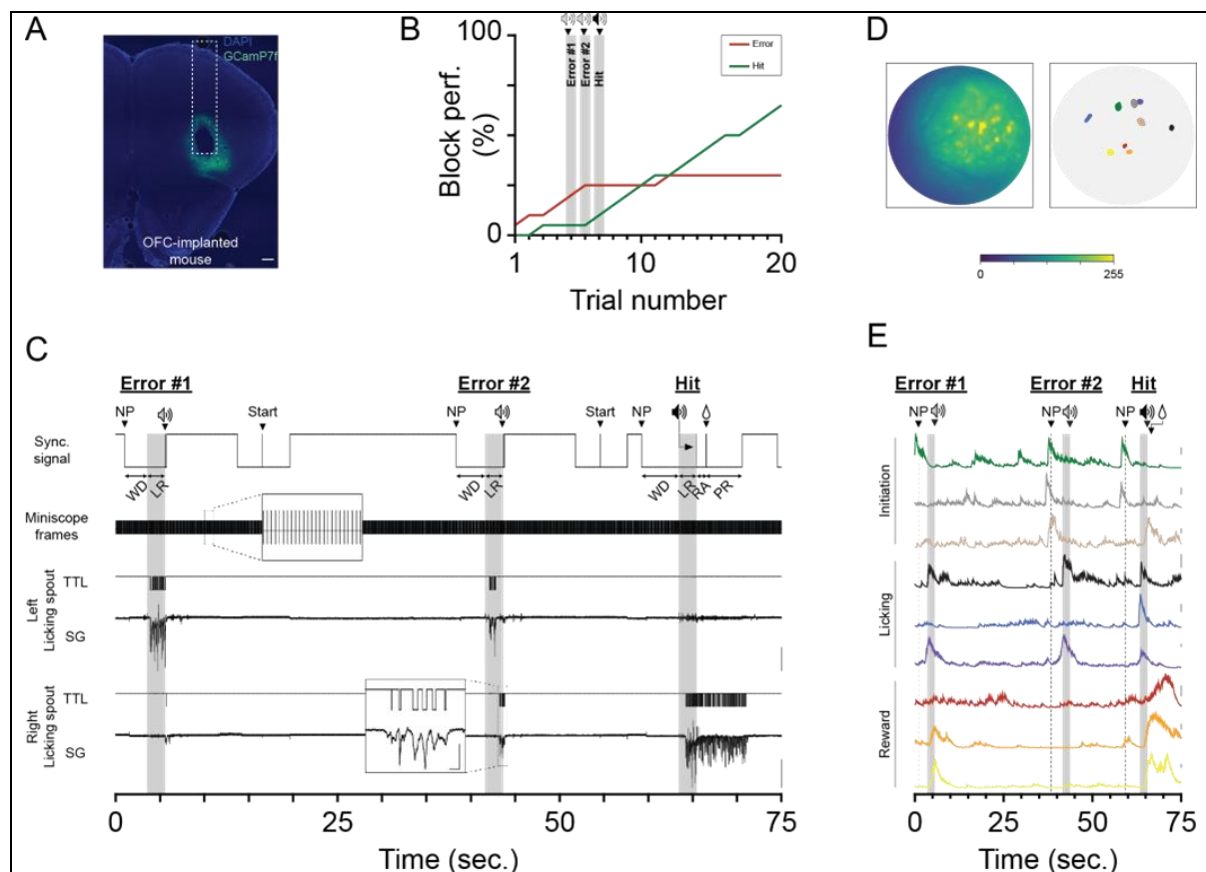 A
DAPI
GCamP7f
OFC-implanted
mouse
B
Block perf.
(%)
100
0
Error #1
Error #2
Hit
Error
Hit
1
10
20
Trial number
D
0
255
C
Error #1
Error #2
Hit
NP
Start
NP
Start
NP
Sync.
signal
WD
LR
WD
LR
WD
LR
RA
PR
Miniscope
frames
Left
Licking spout
TTL
SG
Right
Licking spout
TTL
SG
0
25
50
75
Time (sec.)
E
Error #1
Error #2
Hit
NP
NP
NP
Initiation
Licking
Reward
0
25
50
75
Time (sec.)